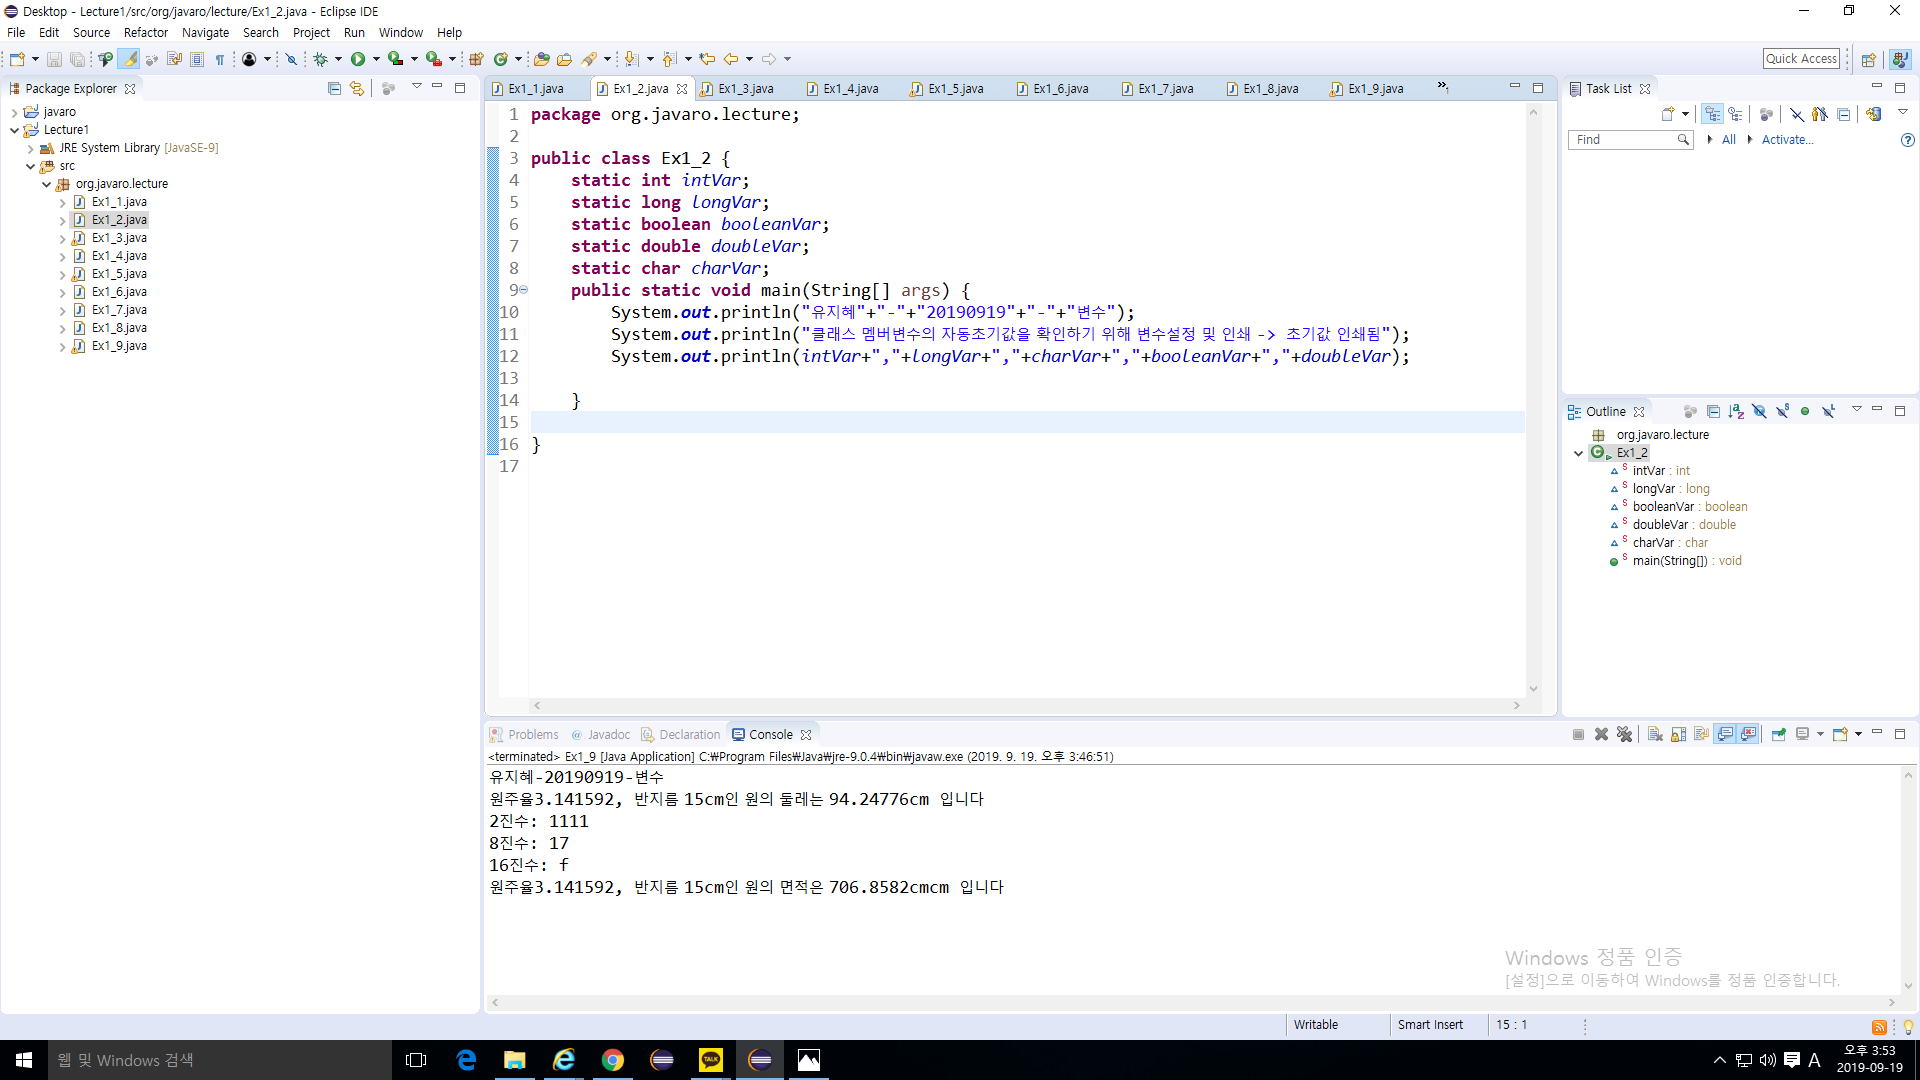 Desktop - Lecture1/src/org/javaro/lecture/Ex1_2.java - Eclipse IDE
File Edit Source Refactor Navigate Search Project Run Window Help
Quick Access
Package Explorer
javaro
Lecture1
JRE System Library [JavaSE-9]
src
org.javaro.lecture
Ex1_1.java
Ex1_2.java
Ex1_3.java
Ex1_4.java
Ex1_5.java
Ex1_6.java
Ex1_7.java
Ex1_8.java
Ex1_9.java
Ex1_1.java Ex1_2.java Ex1_3.java Ex1_4.java Ex1_5.java Ex1_6.java Ex1_7.java Ex1_8.java Ex1_9.java »1
1 package org.javaro.lecture;
2
3 public class Ex1_2 {
4 static int intVar;
5 static long longVar;
6 static boolean booleanVar;
7 static double doubleVar;
8 static char charVar;
9 public static void main(String[] args) {
10 System.out.println("유지혜"+"-"+"20190919"+"-"+"변수");
11 System.out.println("클래스 멤버변수의 자동초기값을 확인하기 위해 변수설정 및 인쇄 -> 초기값 인쇄됨");
12 System.out.println(intVar+","+longVar+","+charVar+","+booleanVar+","+doubleVar);
13
14 }
15
16 }
17
Task List
Find All Activate...
Outline
org.javaro.lecture
Ex1_2
intVar : int
longVar : long
booleanVar : boolean
doubleVar : double
charVar : char
main(String[]) : void
Problems Javadoc Declaration Console
<terminated> Ex1_9 [Java Application] C:₩Program Files₩Java₩jre-9.0.4₩bin₩javaw.exe (2019. 9. 19. 오후 3:46:51)
유지혜-20190919-변수
원주율3.141592, 반지름 15cm인 원의 둘레는 94.24776cm 입니다
2진수: 1111
8진수: 17
16진수: f
원주율3.141592, 반지름 15cm인 원의 면적은 706.8582cmcm 입니다
Windows 정품 인증
[설정]으로 이동하여 Windows를 정품 인증합니다.
Writable Smart Insert 15 : 1
웹 및 Windows 검색
TALK
A
오후 3:53
2019-09-19